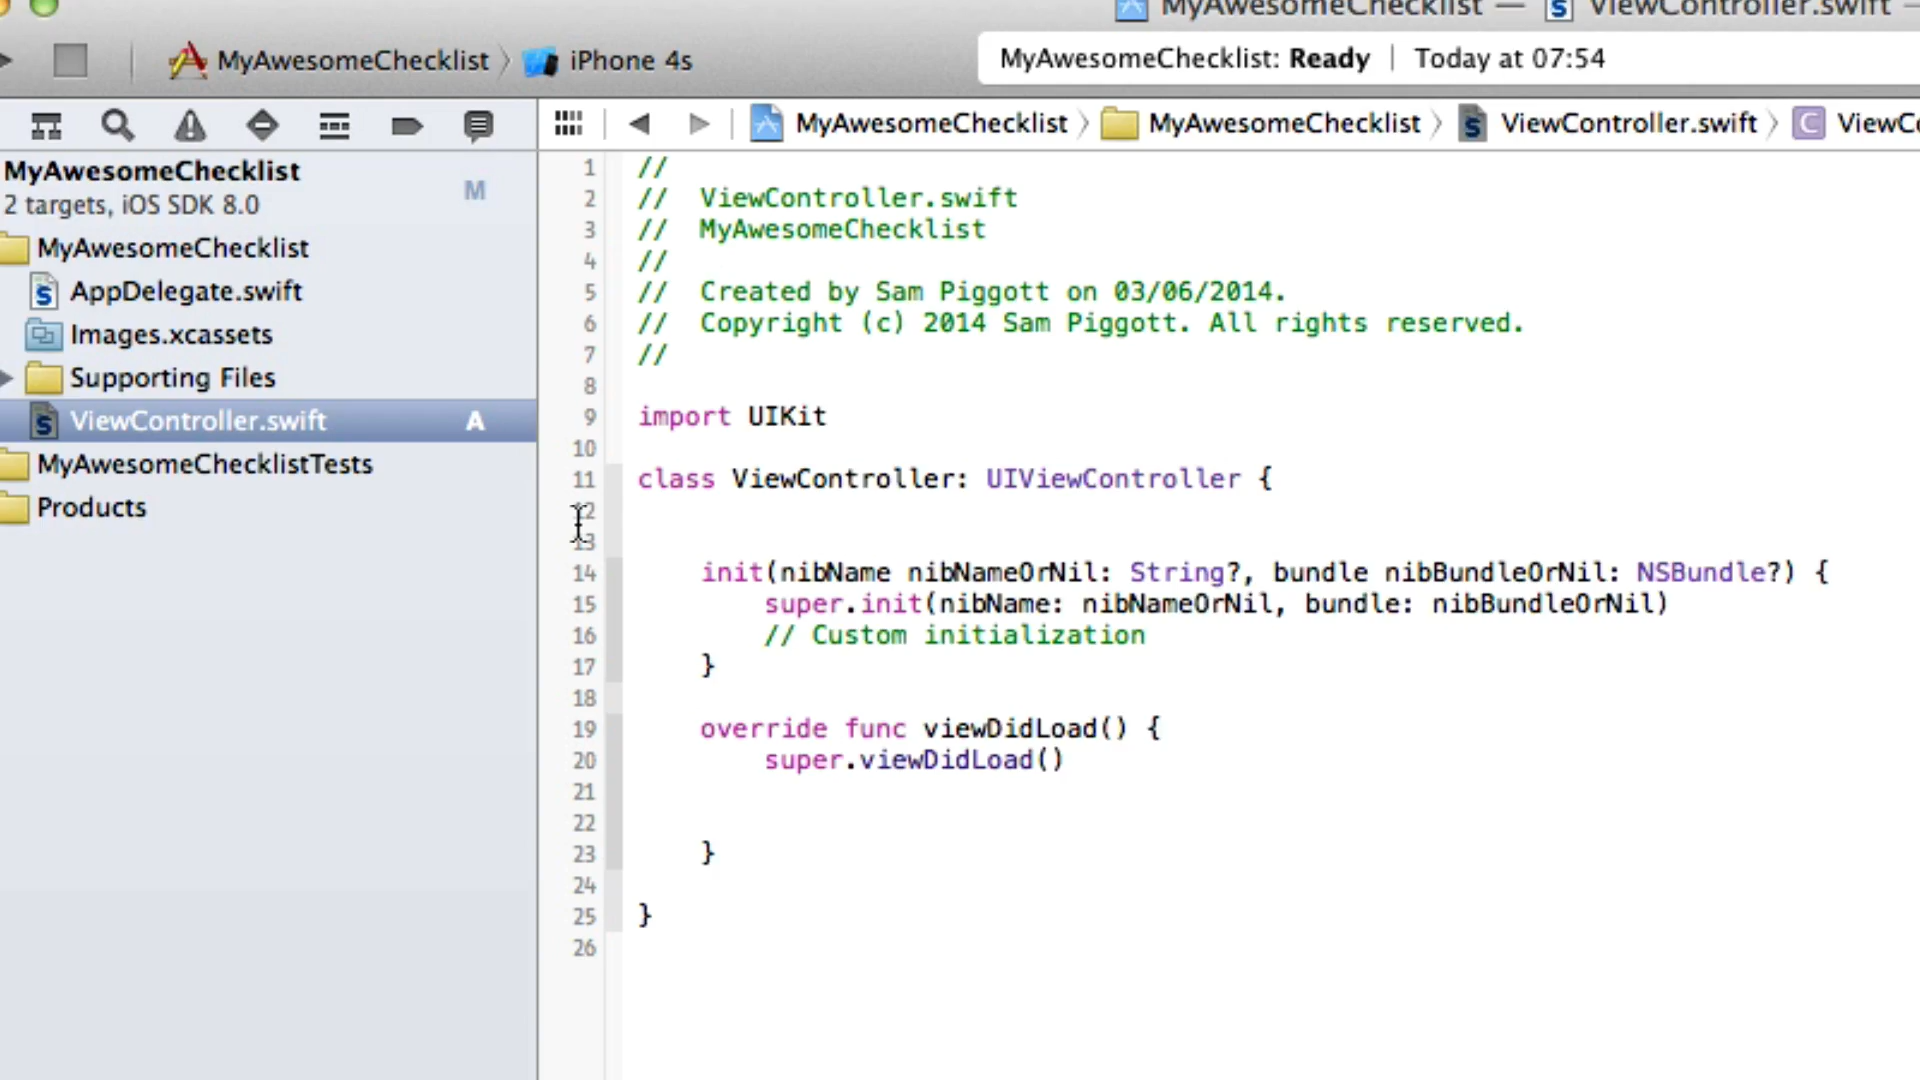 MyAwesomeChecklist — ViewController.swift —
MyAwesomeChecklist 〉 iPhone 4s
MyAwesomeChecklist: Ready | Today at 07:54
MyAwesomeChecklist 〉 MyAwesomeChecklist 〉 ViewController.swift 〉 C
MyAwesomeChecklist
2 targets, iOS SDK 8.0
M
MyAwesomeChecklist
AppDelegate.swift
Images.xcassets
Supporting Files
ViewController.swift A
MyAwesomeChecklistTests
Products
1 //
2 //  ViewController.swift
3 //  MyAwesomeChecklist
4 //
5 //  Created by Sam Piggott on 03/06/2014.
6 //  Copyright (c) 2014 Sam Piggott. All rights reserved.
7 //
8
9 import UIKit
10
11 class ViewController: UIViewController {
12
13
14     init(nibName nibNameOrNil: String?, bundle nibBundleOrNil: NSBundle?) {
15         super.init(nibName: nibNameOrNil, bundle: nibBundleOrNil)
16         // Custom initialization
17     }
18
19     override func viewDidLoad() {
20         super.viewDidLoad()
21
22
23     }
24
25 }
26